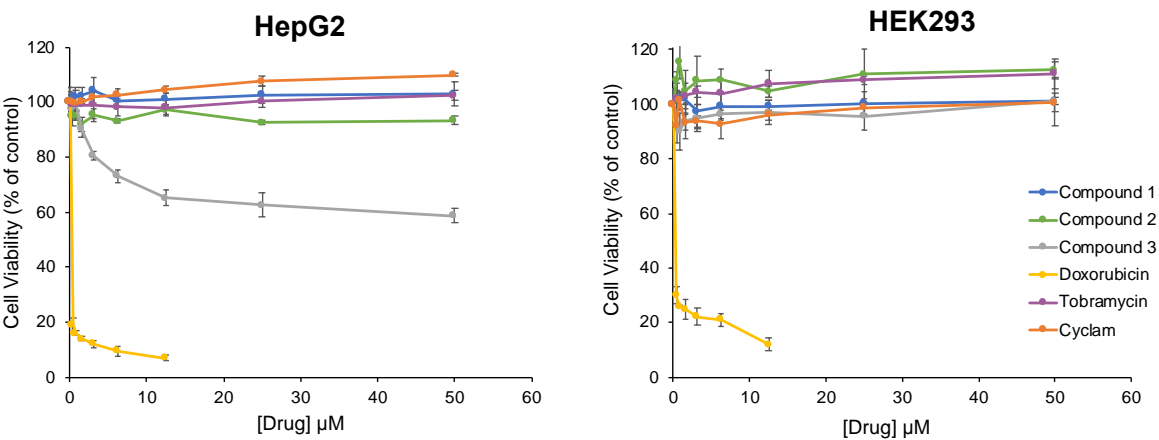 HepG2
120
100
80
60
40
20
0
Cell Viability (% of control)
0 10 20 30 40 50 60
[Drug] µM
HEK293
120
100
80
60
40
20
0
Cell Viability (% of control)
0 10 20 30 40 50 60
[Drug] µM
Compound 1
Compound 2
Compound 3
Doxorubicin
Tobramycin
Cyclam